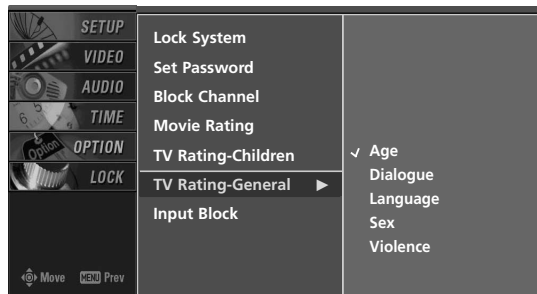 SETUP
VIDEO
AUDIO
TIME
OPTION
LOCK
Move MENU Prev
Lock System
Set Password
Block Channel
Movie Rating
TV Rating-Children
TV Rating-General ►
Input Block
✓ Age
Dialogue
Language
Sex
Violence